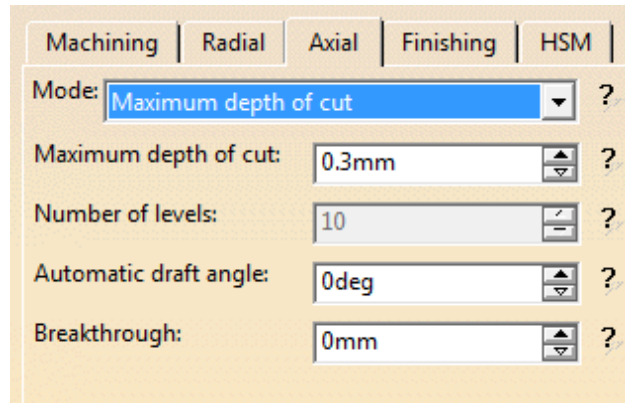 Machining Radial Axial Finishing HSM
Mode: Maximum depth of cut ?
Maximum depth of cut: 0.3mm ?
Number of levels: 10 ?
Automatic draft angle: 0deg ?
Breakthrough: 0mm ?